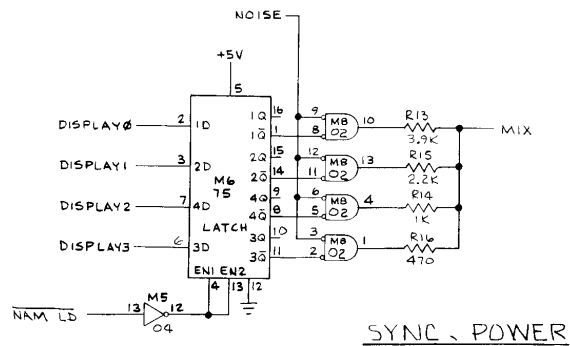 NOISE
+5V
5
DISPLAY0 2 1D 1Q 16 9 M8 02 10 R13 3.9K MIX
1Q̅ 1 8
DISPLAY1 3 2D 2Q 15 12 M8 02 13 R15 2.2K
M6 75 2Q̅ 14 11
DISPLAY2 7 4D 4Q 9 6 M8 02 4 R14 1K
4Q̅ 8 5
LATCH
DISPLAY3 6 3D 3Q 10 3 M8 02 1 R16 470
3Q̅ 11 2
EN1 EN2
4 13 12
NAM LD 13 M5 12
04
SYNC, POWER